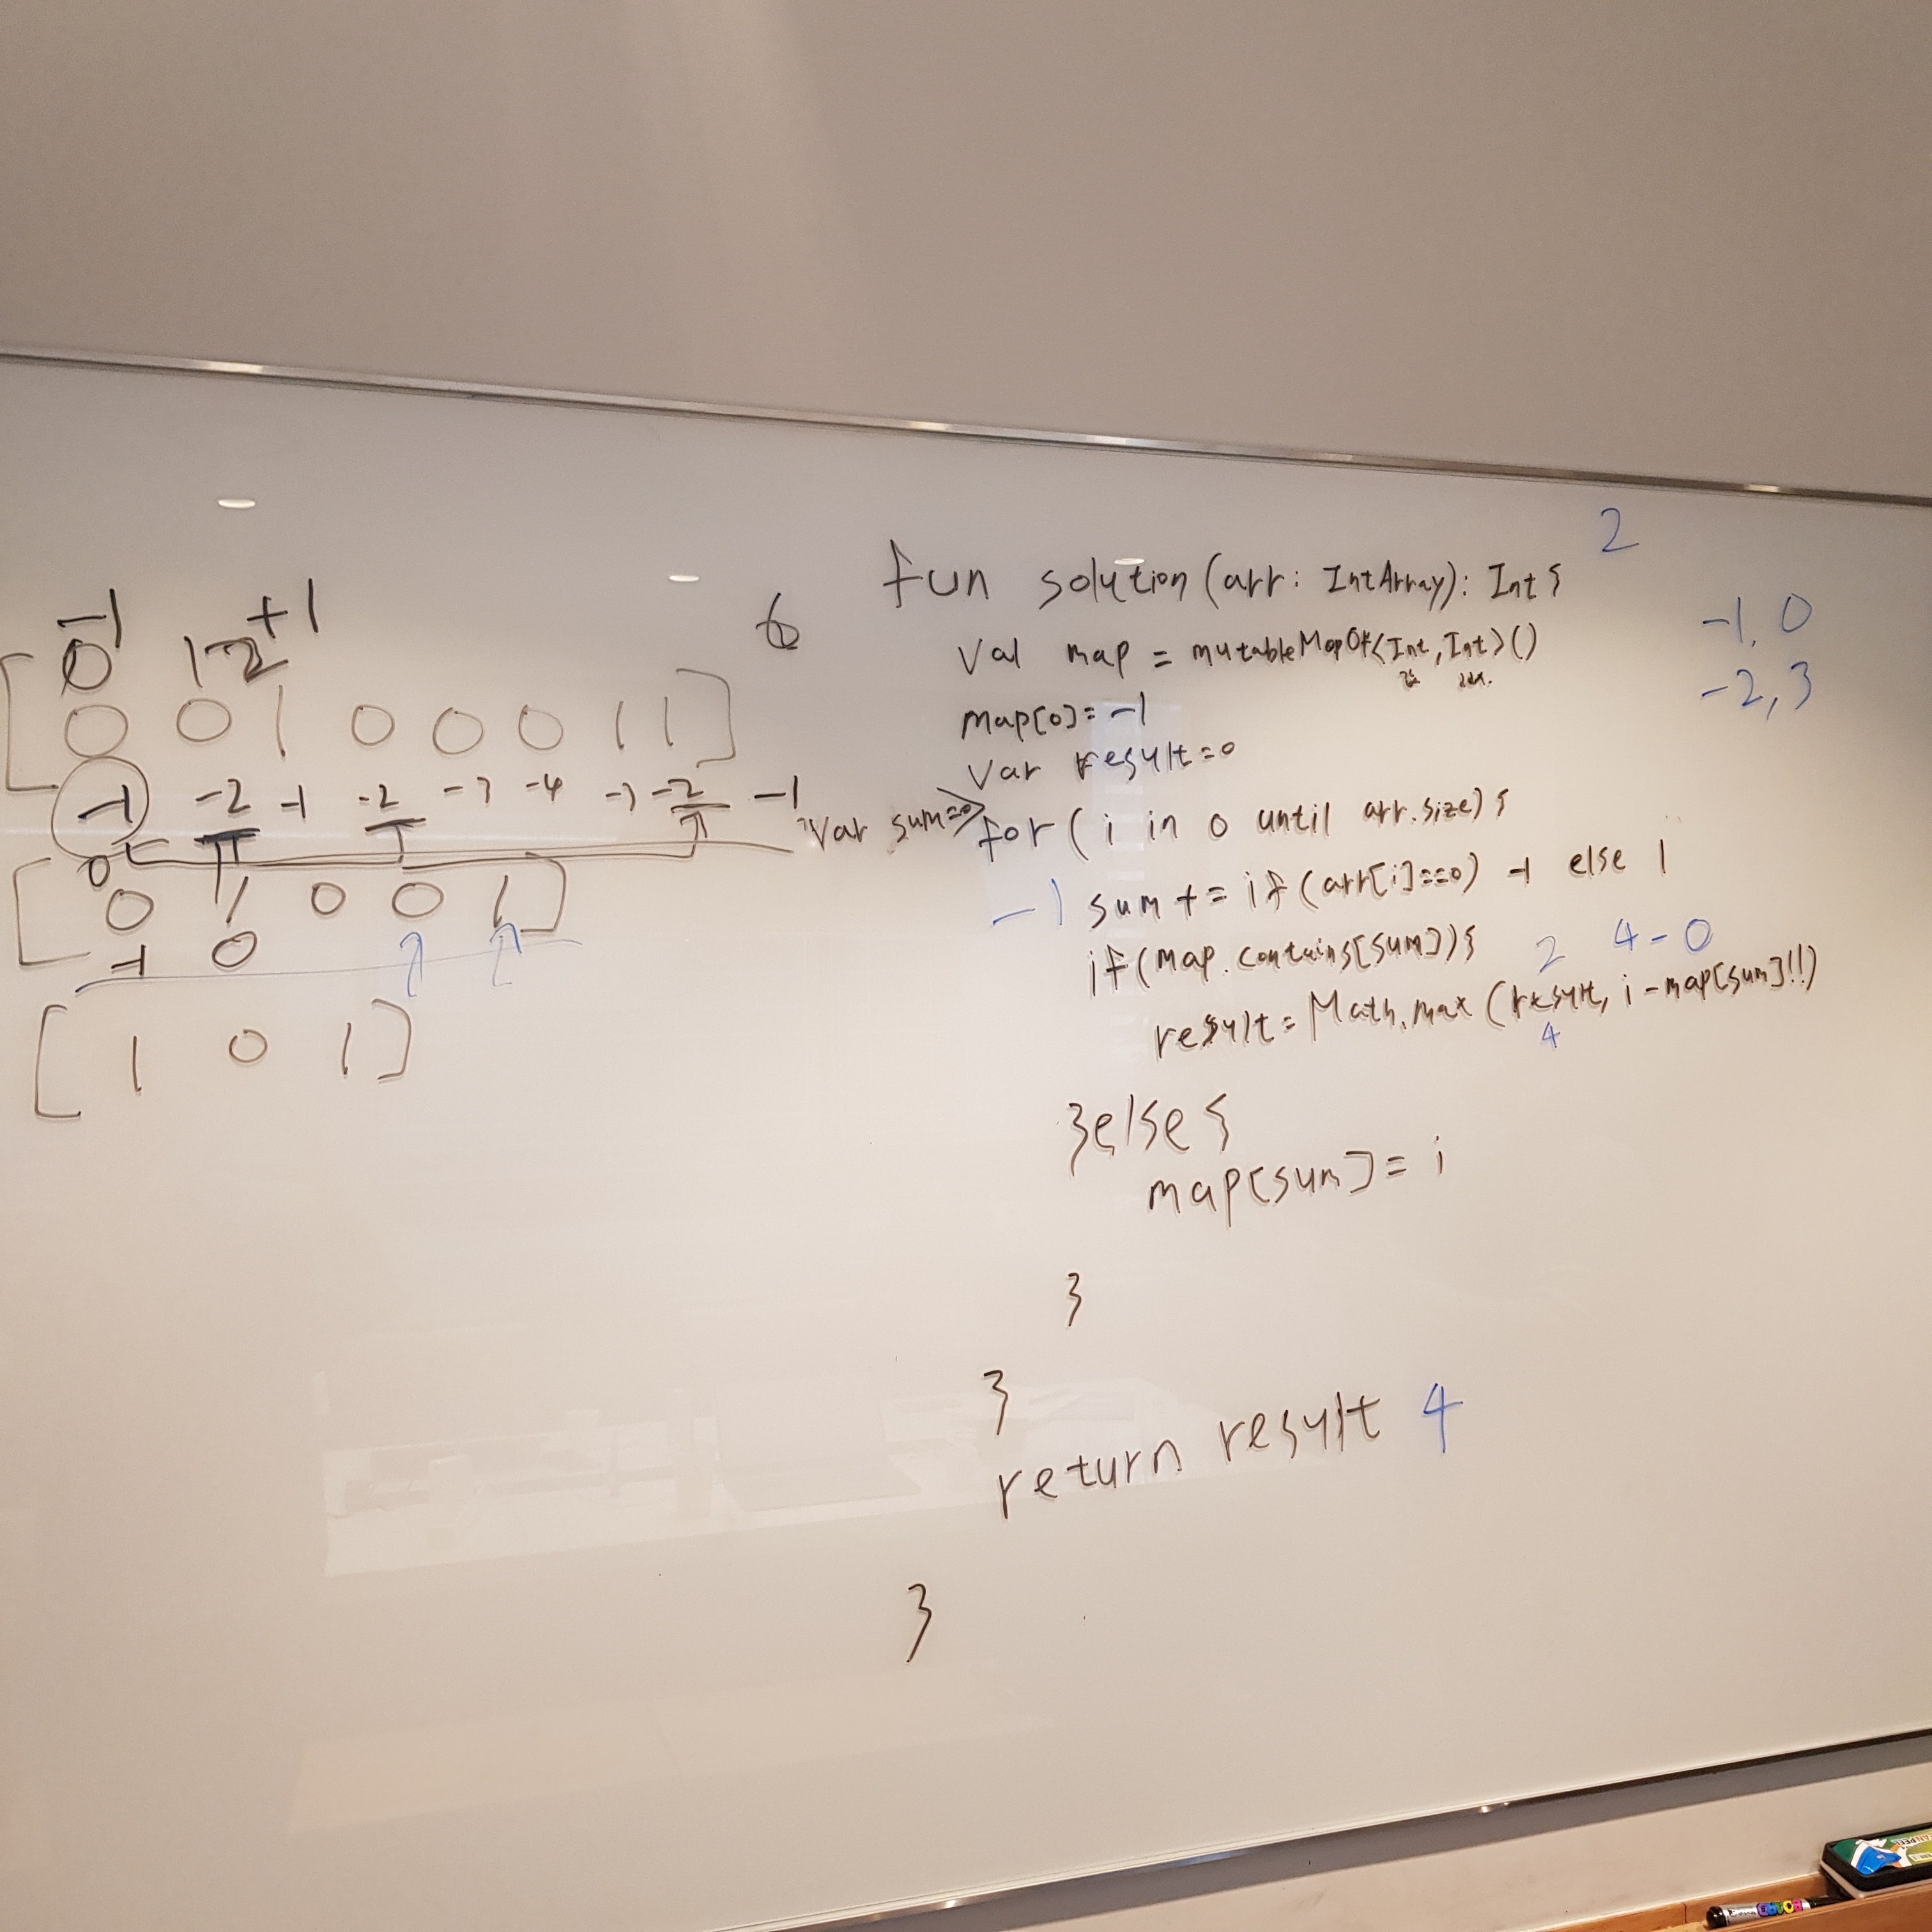 -1 +1
0 1 2
[0 0 1 0 0 0 1 1]
-1 -2 -1 -2 -3 -4 -3 -2 -1
0
[0 1 0 0 1]
-1 0
[1 0 1]
6
2
fun solution(arr: IntArray): Int {
val map = mutableMapOf<Int, Int>()
값 idx.
map[0] = -1
var result = 0
var sum=0
for (i in 0 until arr.size) {
-1 sum += if (arr[i]==0) -1 else 1
if (map.contains[sum]) {
2 4-0
result = Math.max (result, i-map[sum]!!)
4
}else {
map[sum] = i
}
}
return result 4
}
-1, 0
-2, 3